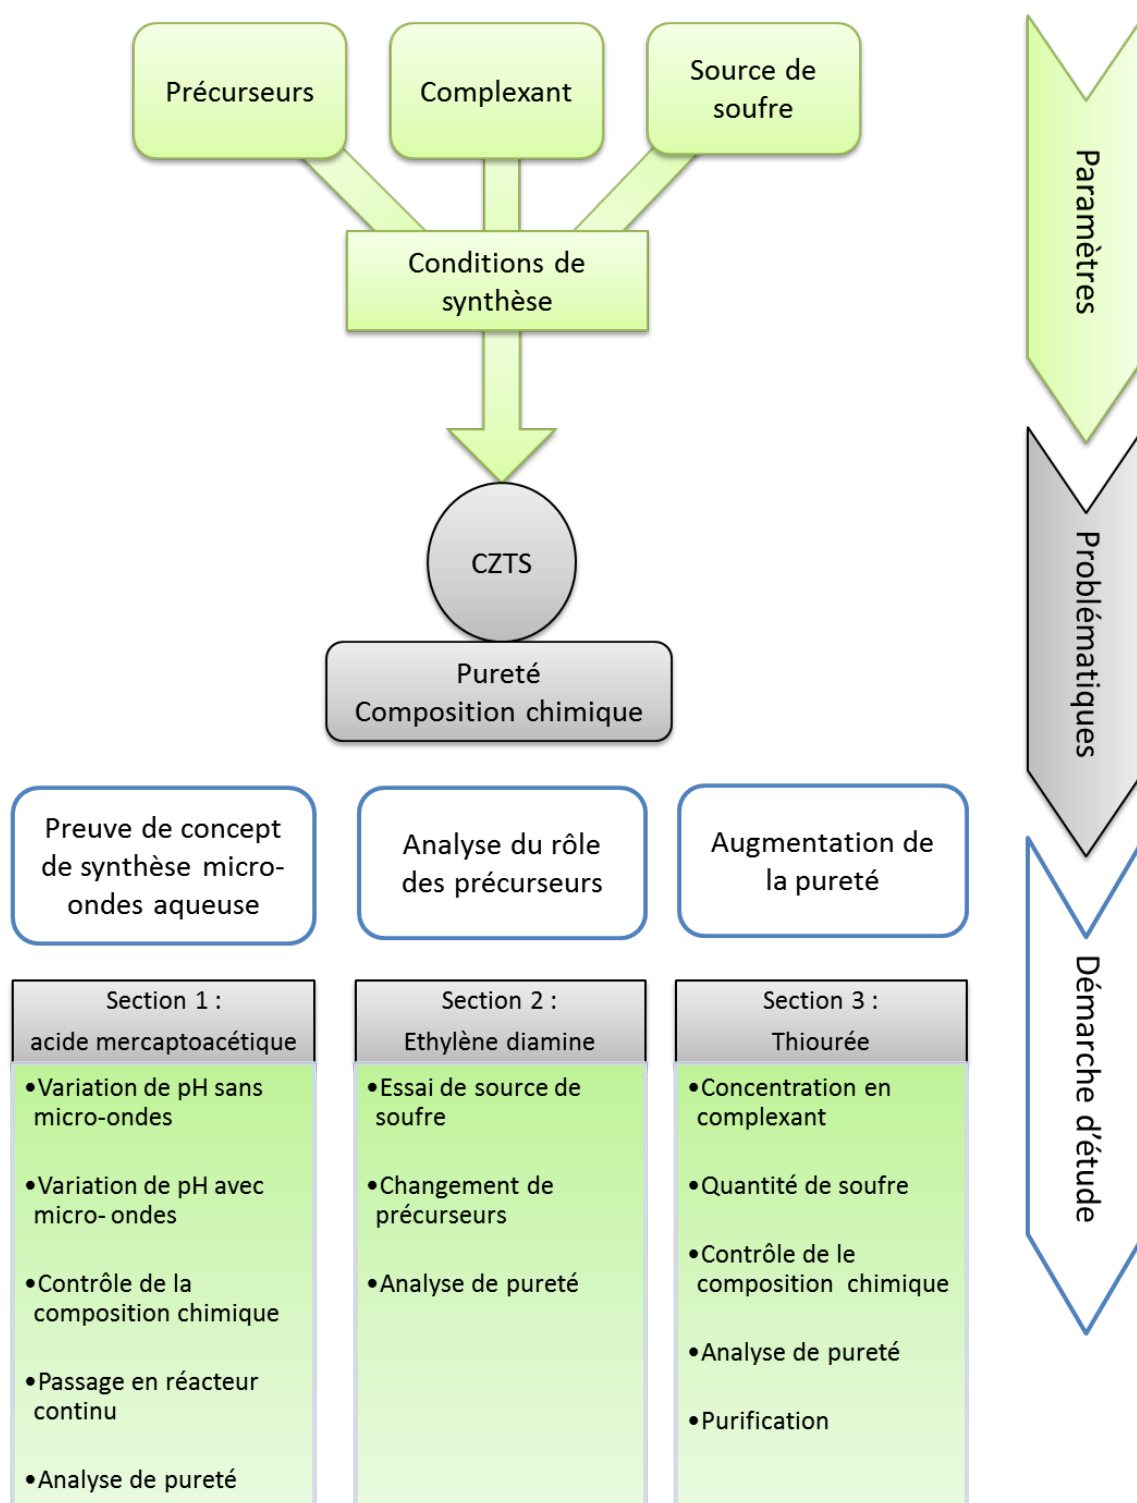 Précurseurs
Complexant
Source de
soufre
Conditions de
synthèse
CZTS
Pureté
Composition chimique
Paramètres
Problématiques
Démarche d'étude
Preuve de concept
de synthèse micro-
ondes aqueuse
Analyse du rôle
des précurseurs
Augmentation de
la pureté
Section 1 :
acide mercaptoacétique
•Variation de pH sans
micro-ondes
•Variation de pH avec
micro- ondes
•Contrôle de la
composition chimique
•Passage en réacteur
continu
•Analyse de pureté
Section 2 :
Ethylène diamine
•Essai de source de
soufre
•Changement de
précurseurs
•Analyse de pureté
Section 3 :
Thiourée
•Concentration en
complexant
•Quantité de soufre
•Contrôle de le
composition  chimique
•Analyse de pureté
•Purification